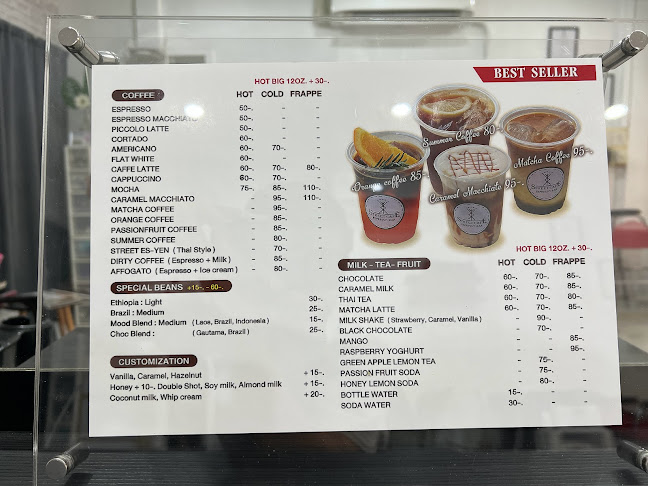 HOT BIG 12OZ. + 30-.
COFFEE HOT COLD FRAPPE
ESPRESSO 50-. - -
ESPRESSO MACCHIATO 50-. - -
PICCOLO LATTE 50-. - -
CORTADO 60-. - -
AMERICANO 60-. 70-. -
FLAT WHITE 60-. - -
CAFFE LATTE 60-. 70-. 80-.
CAPPUCCINO 60-. 70-. -
MOCHA 75-. 85-. 110-.
CARAMEL MACCHIATO - 95-. 110-.
MATCHA COFFEE - 95-. -
ORANGE COFFEE - 85-. -
PASSIONFRUIT COFFEE - 85-. -
SUMMER COFFEE - 80-. -
STREET ES-YEN ( Thai Style ) - 70-. -
DIRTY COFFEE ( Espresso + Milk ) - 85-. -
AFFOGATO ( Espresso + Ice cream ) - 80-. -
SPECIAL BEANS +15-. - 60-.
Ethiopia : Light 30-.
Brazil : Medium 25-.
Mood Blend : Medium ( Laos, Brazil, Indonesia ) 25-.
Choc Blend : ( Gautama, Brazil ) 25-.
CUSTOMIZATION
Vanilla, Caramel, Hazelnut + 15-.
Honey + 10-. Double Shot, Soy milk, Almond milk + 15-.
Coconut milk, Whip cream + 20-.
BEST SELLER
Summer Coffee 80-.
Matcha Coffee 95-.
Orange coffee 85-.
Caramel Macchiate 95-.
HOT BIG 12OZ. + 30-.
MILK - TEA- FRUIT HOT COLD FRAPPE
CHOCOLATE 60-. 70-. 85-.
CARAMEL MILK 60-. 70-. 85-.
THAI TEA 60-. 70-. 80-.
MATCHA LATTE 60-. 70-. 85-.
MILK SHAKE ( Strawberry, Caramel, Vanilla ) - 90-. -
BLACK CHOCOLATE - 70-. -
MANGO - - 85-.
RASPBERRY YOGHURT - - 95-.
GREEN APPLE LEMON TEA - 75-. -
PASSION FRUIT SODA - 75-. -
HONEY LEMON SODA - 80-. -
BOTTLE WATER 15-. - -
SODA WATER 30-. - -